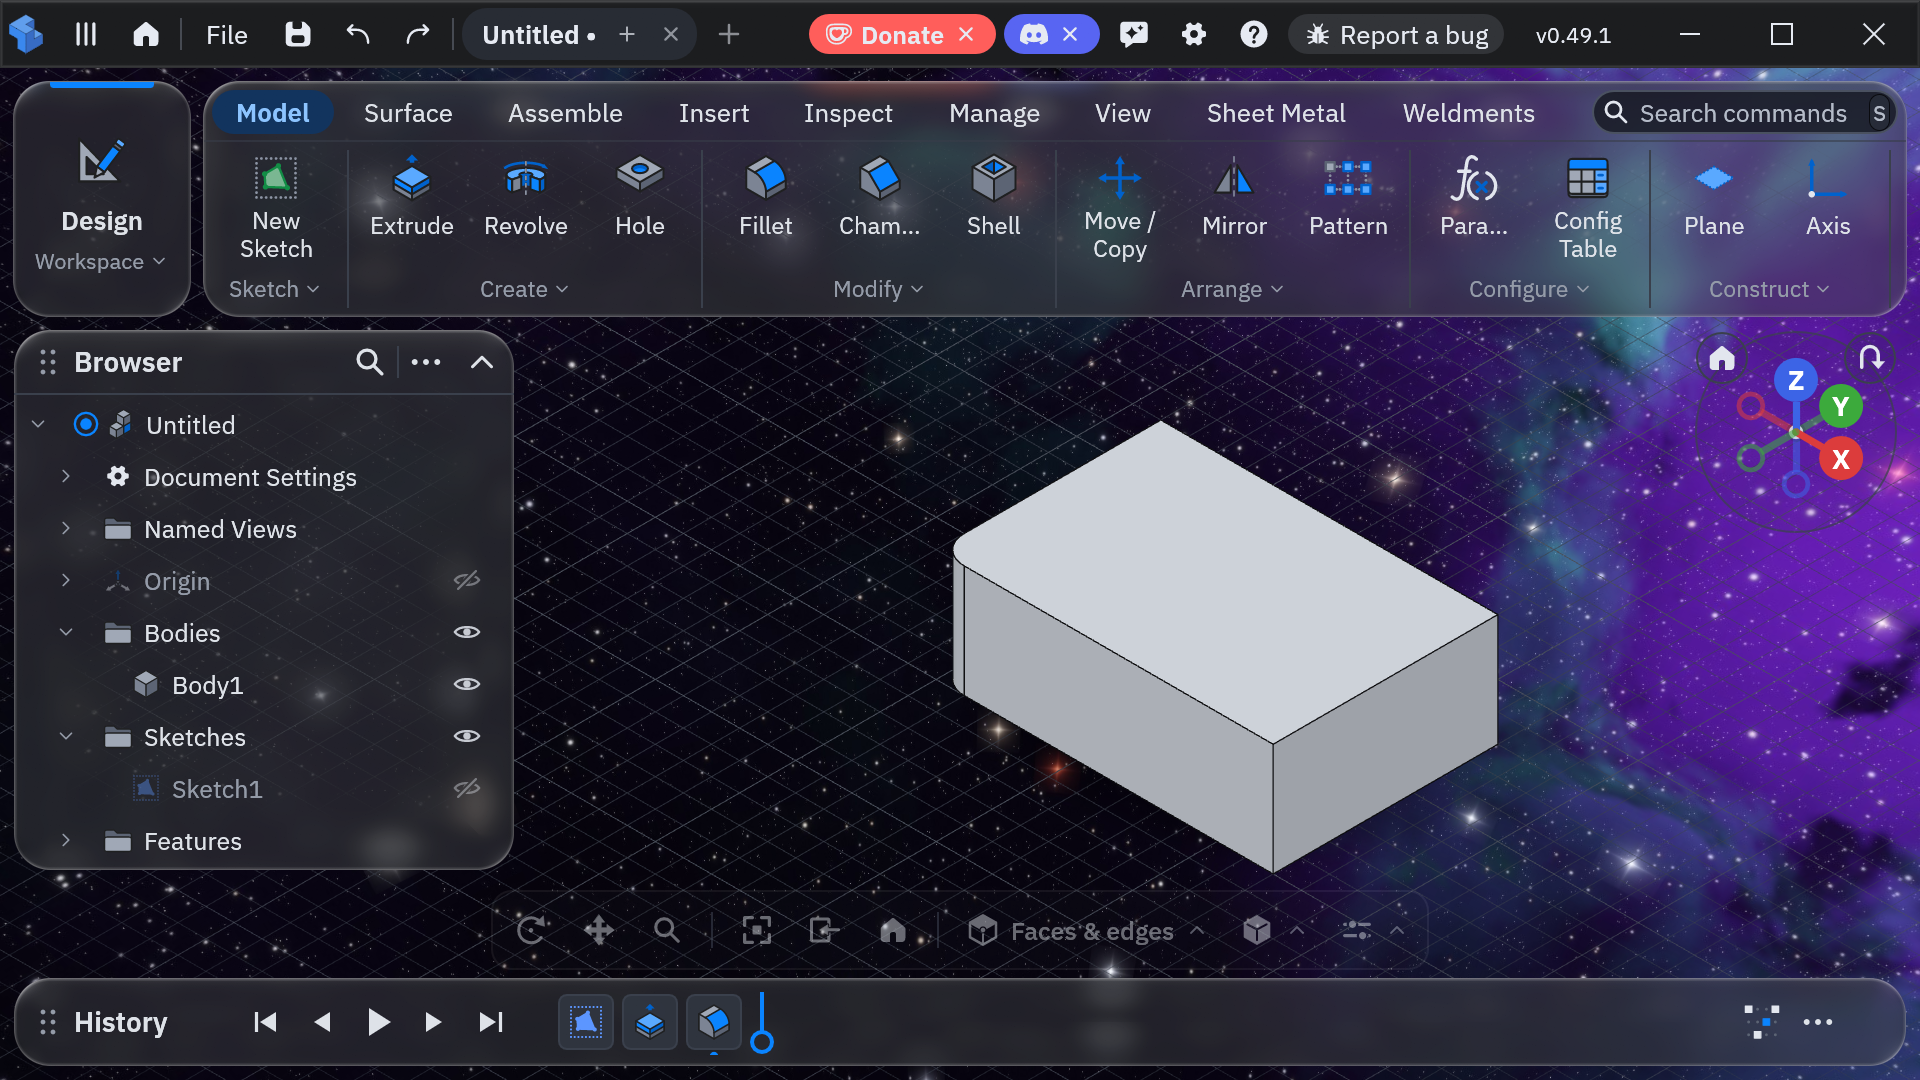 File
Untitled
Donate
Report a bug
v0.49.1
Design
Workspace
Model
Surface
Assemble
Insert
Inspect
Manage
View
Sheet Metal
Weldments
Search commands
S
New
Sketch
Extrude
Revolve
Hole
Fillet
Cham...
Shell
Move /
Copy
Mirror
Pattern
Para...
Config
Table
Plane
Axis
Sketch
Create
Modify
Arrange
Configure
Construct
Browser
Untitled
Document Settings
Named Views
Origin
Bodies
Body1
Sketches
Sketch1
Features
Z
Y
X
Faces & edges
History